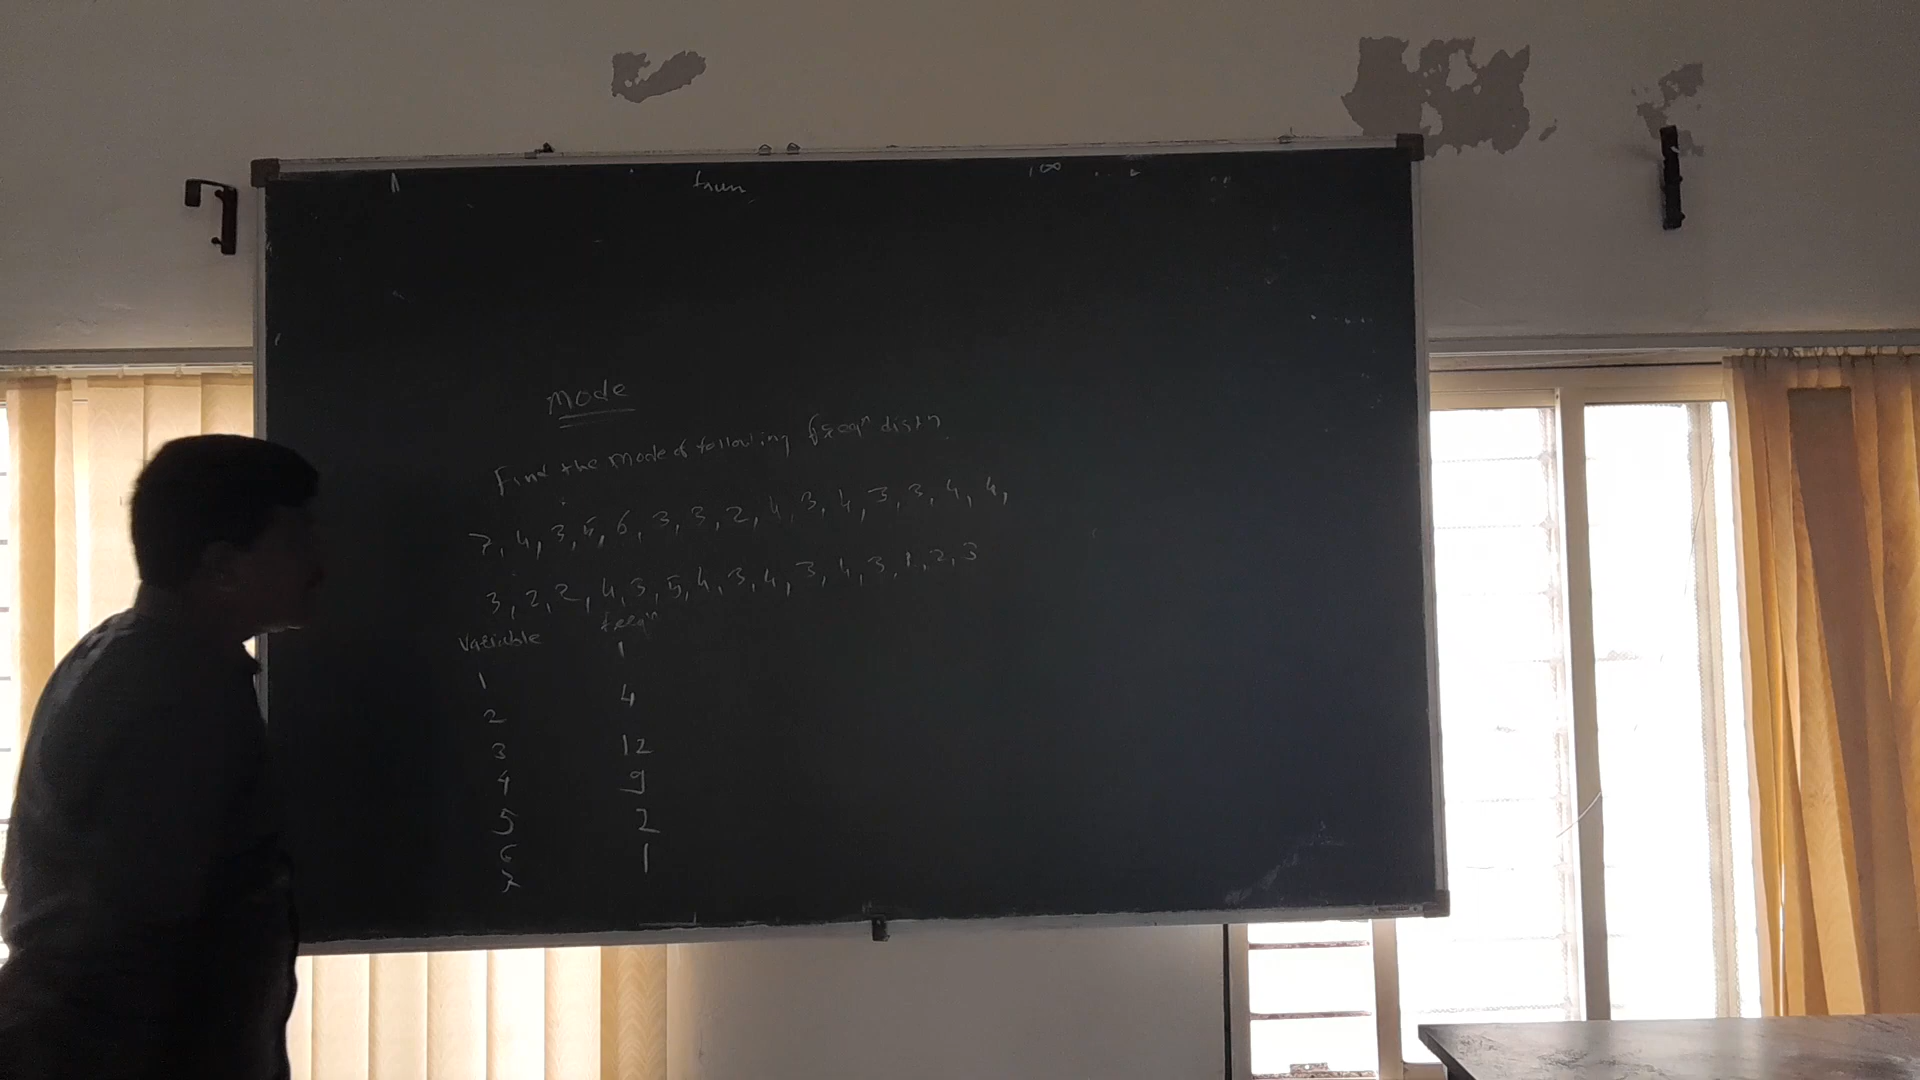 Mode
Find the mode of following freqn distn
7, 4, 3, 5, 6, 3, 3, 2, 4, 3, 4, 3, 3, 4, 4,
3, 2, 2, 4, 3, 5, 4, 3, 4, 3, 4, 3, 1, 2, 3
Variable freqn
1 1
2 4
3 12
4 9
5 2
6 1
7